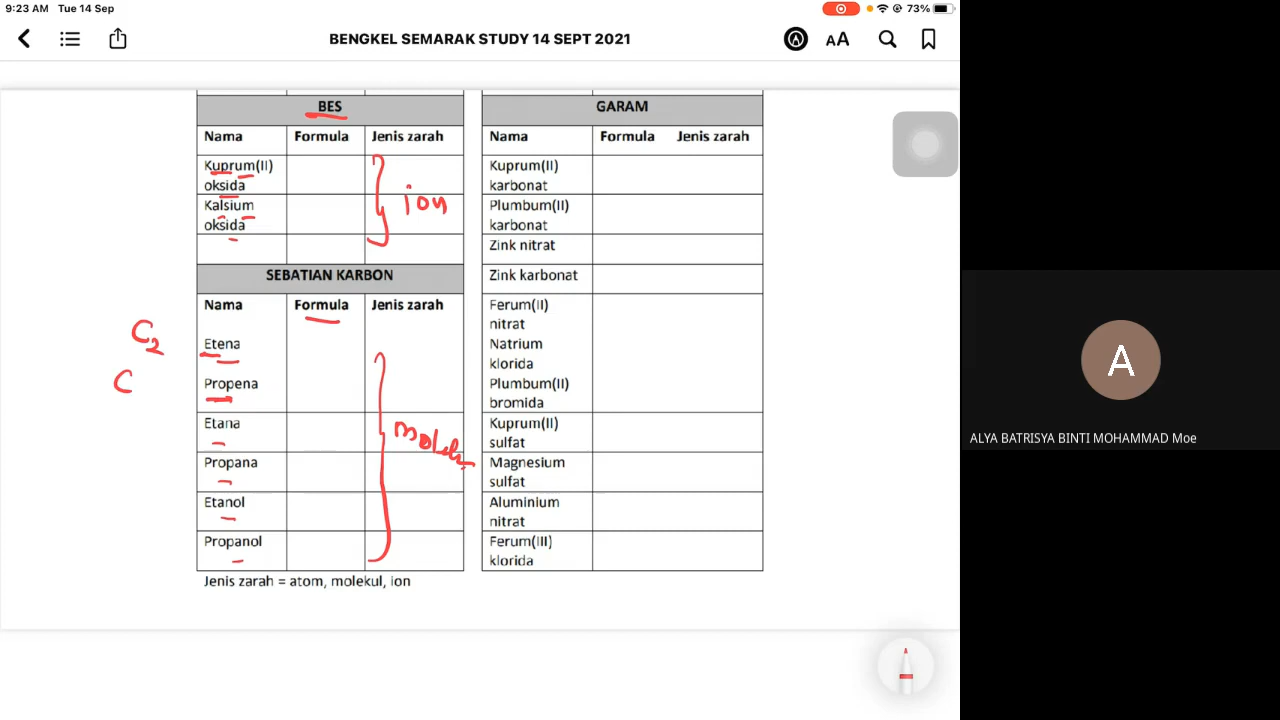 9:23 AM Tue 14 Sep
73%
BENGKEL SEMARAK STUDY 14 SEPT 2021
AA
BES
Nama Formula Jenis zarah
Kuprum(II)
oksida
Kalsium
oksida
ion
SEBATIAN KARBON
Nama Formula Jenis zarah
Etena
Propena
Etana
Propana
Etanol
Propanol
C2
C
Jenis zarah = atom, molekul, ion
GARAM
Nama Formula Jenis zarah
Kuprum(II)
karbonat
Plumbum(II)
karbonat
Zink nitrat
Zink karbonat
Ferum(II)
nitrat
Natrium
klorida
Plumbum(II)
bromida
Kuprum(II)
sulfat
Magnesium
sulfat
Aluminium
nitrat
Ferum(III)
klorida
A
ALYA BATRISYA BINTI MOHAMMAD Moe